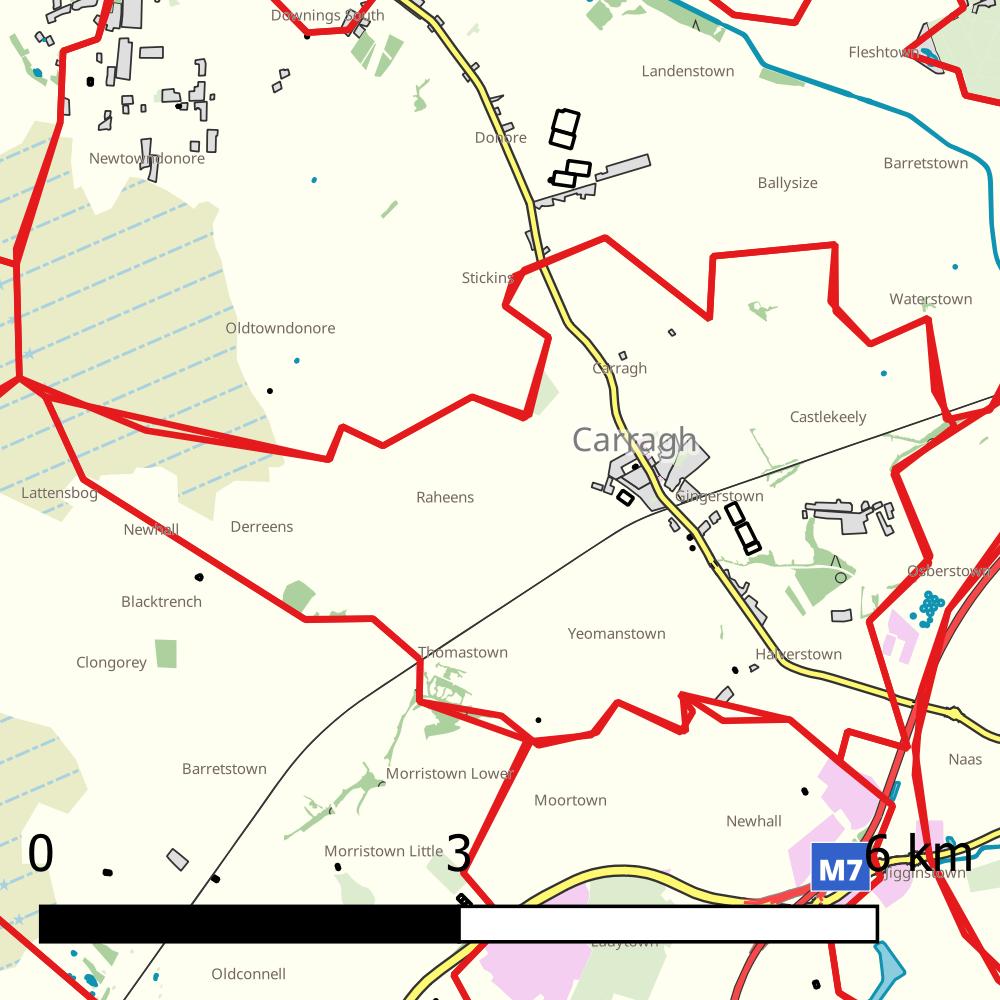 Downings South
Fleshtown
Landenstown
Donore
Newtowndonore
Barretstown
Ballysize
Stickins
Waterstown
Oldtowndonore
Carragh
Castlekeely
Carragh
Lattensbog
Raheens
Gingerstown
Newhall
Derreens
Osberstown
Blacktrench
Yeomanstown
Clongorey
Thomastown
Halverstown
Naas
Barretstown
Morristown Lower
Moortown
Newhall
Morristown Little
0
3
6 km
M7
Jigginstown
Ladytown
Oldconnell